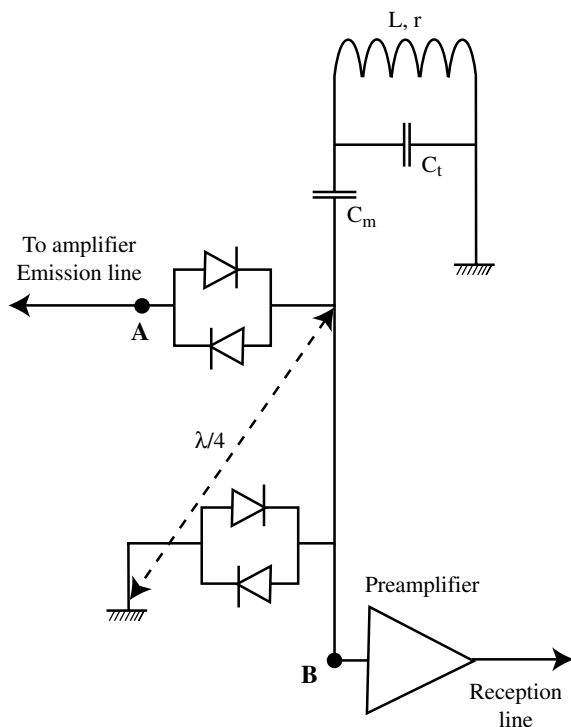 L, r
C_t
C_m
To amplifier
Emission line
A
λ/4
Preamplifier
B
Reception
line